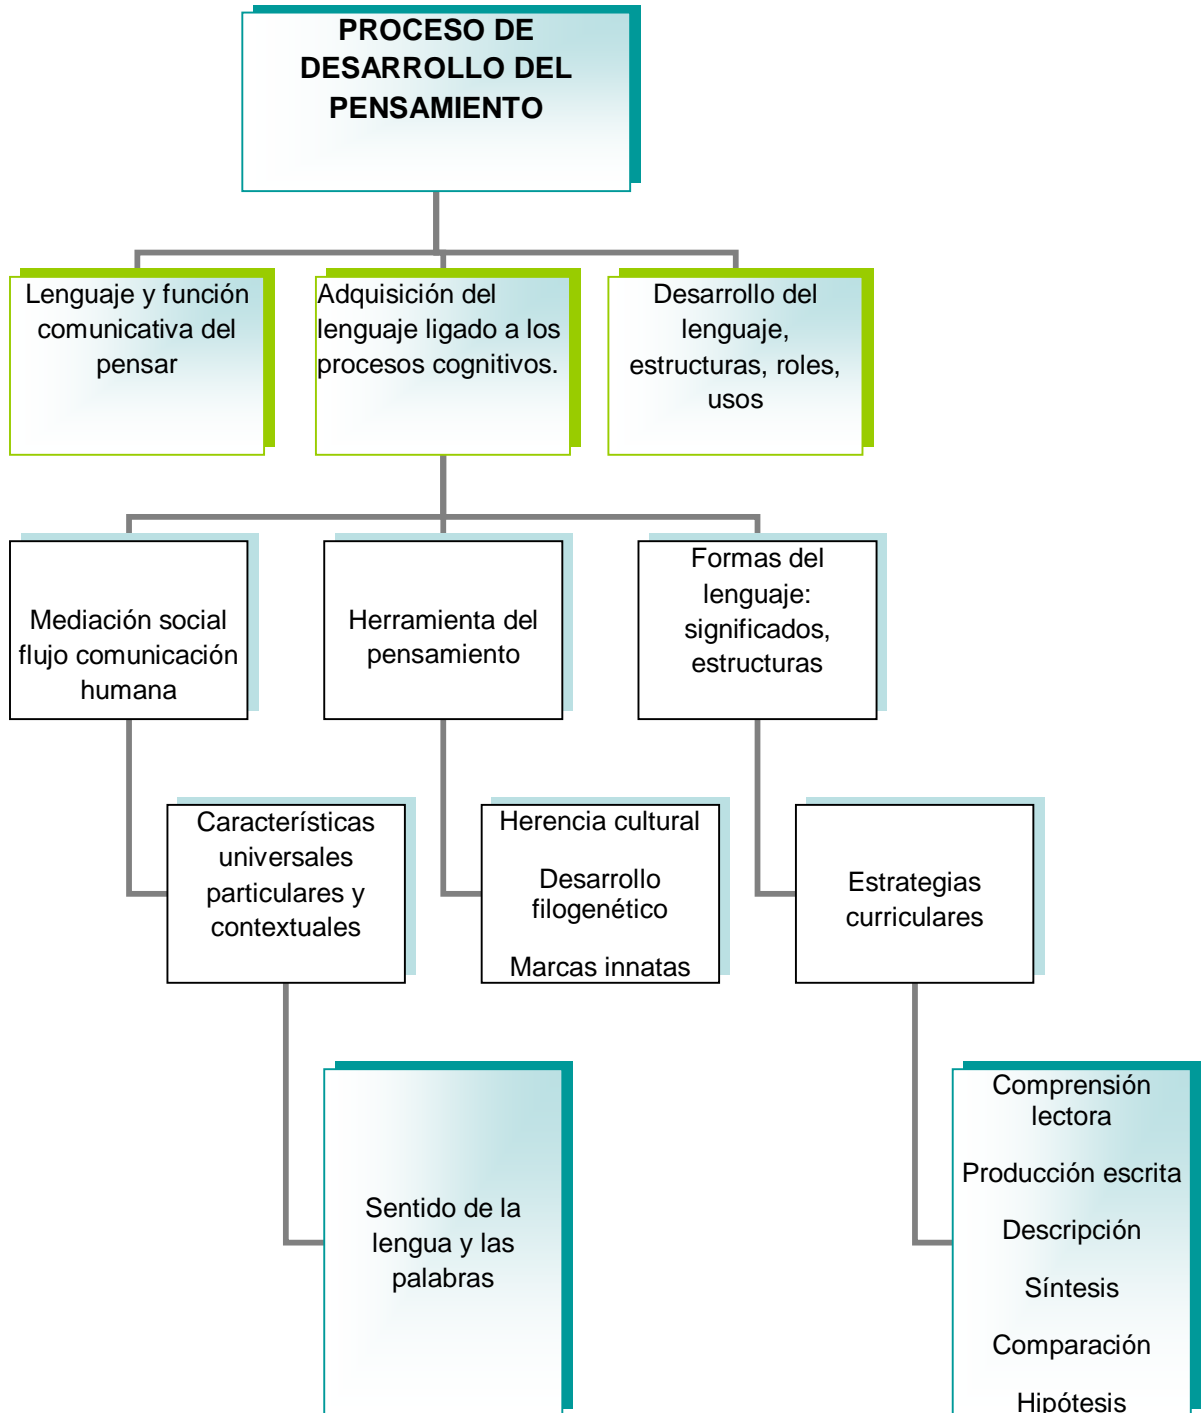 PROCESO DE
DESARROLLO DEL
PENSAMIENTO
Lenguaje y función
comunicativa del
pensar
Adquisición del
lenguaje ligado a los
procesos cognitivos.
Desarrollo del
lenguaje,
estructuras, roles,
usos
Mediación social
flujo comunicación
humana
Herramienta del
pensamiento
Formas del
lenguaje:
significados,
estructuras
Características
universales
particulares y
contextuales
Herencia cultural
Desarrollo
filogenético
Marcas innatas
Estrategias
curriculares
Sentido de la
lengua y las
palabras
Comprensión
lectora
Producción escrita
Descripción
Síntesis
Comparación
Hipótesis